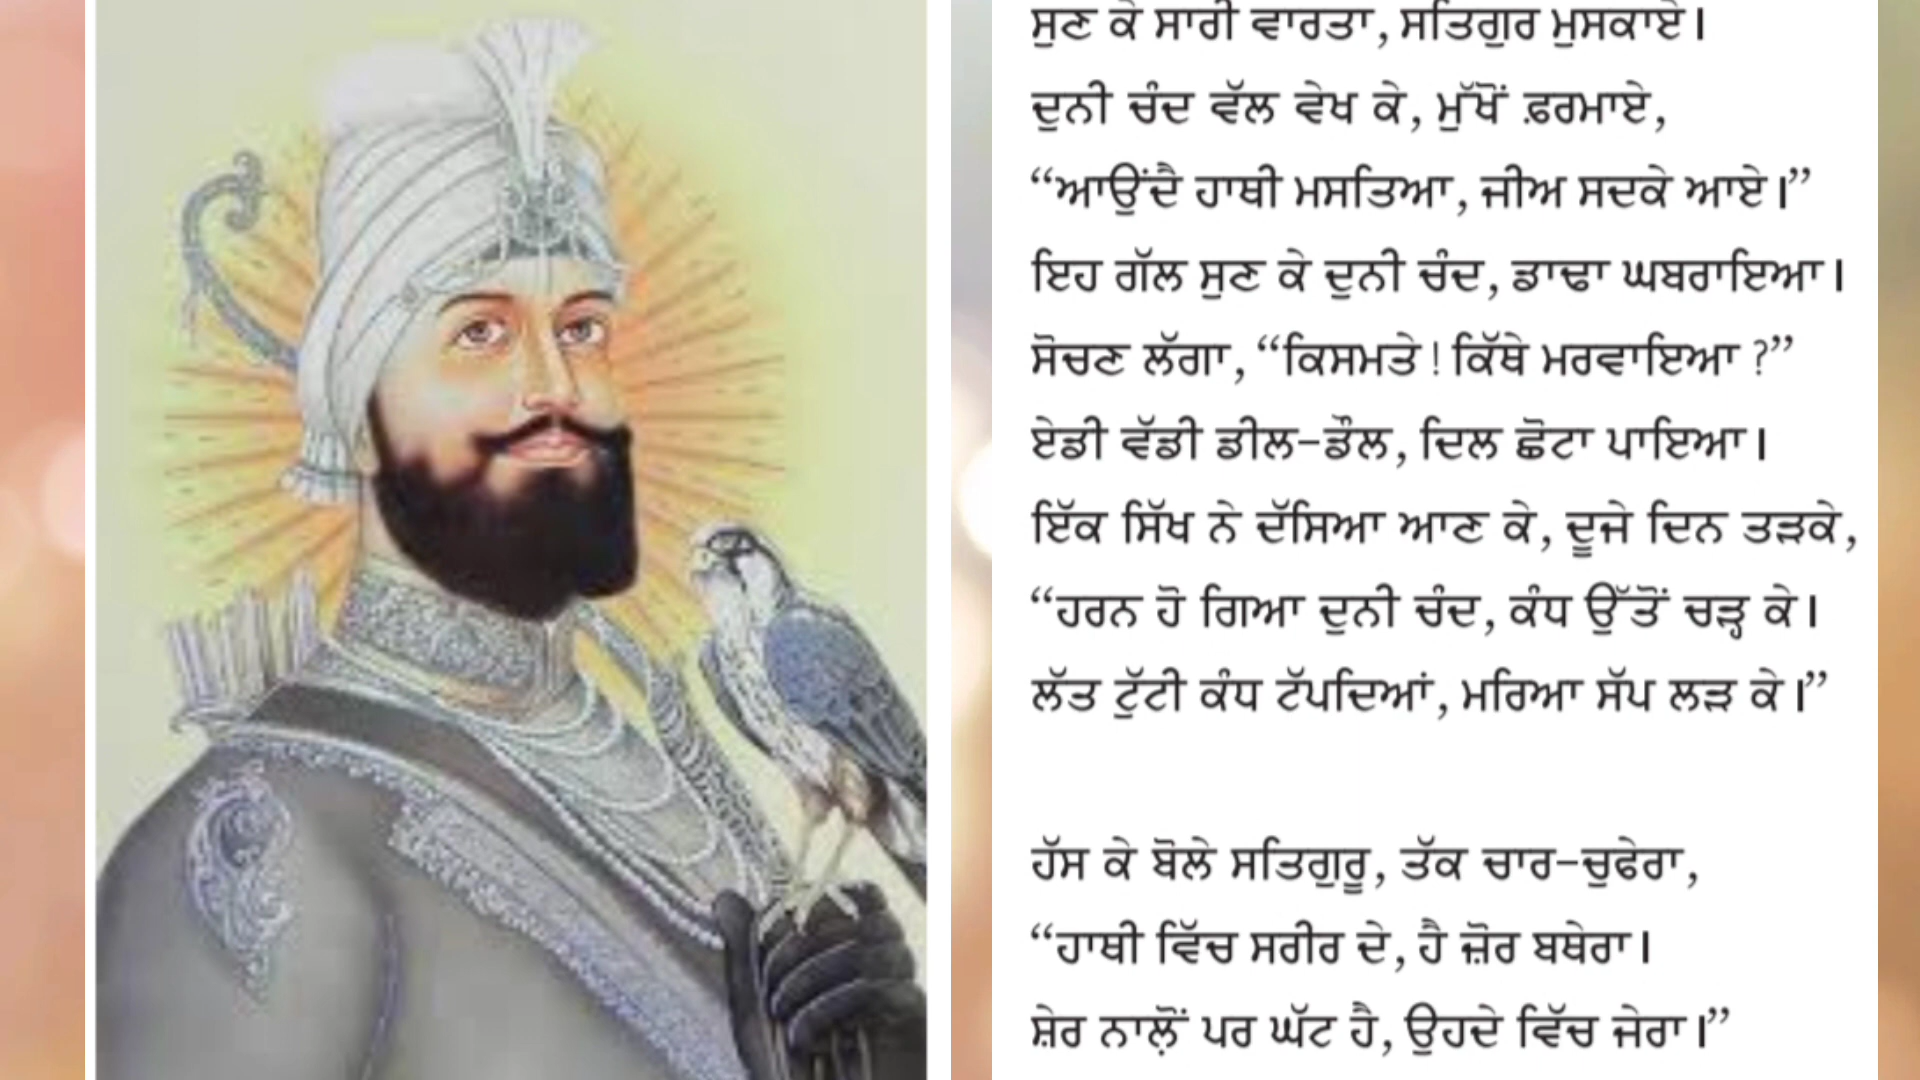 ਸੁਣ ਕੇ ਸਾਰੀ ਵਾਰਤਾ, ਸਤਿਗੁਰ ਮੁਸਕਾਏ।
ਦੁਨੀ ਚੰਦ ਵੱਲ ਵੇਖ ਕੇ, ਮੁੱਖੋਂ ਫ਼ਰਮਾਏ,
“ਆਉਂਦੈ ਹਾਥੀ ਮਸਤਿਆ, ਜੀਅ ਸਦਕੇ ਆਏ।”
ਇਹ ਗੱਲ ਸੁਣ ਕੇ ਦੁਨੀ ਚੰਦ, ਡਾਢਾ ਘਬਰਾਇਆ।
ਸੋਚਣ ਲੱਗਾ, “ਕਿਸਮਤੇ ! ਕਿੱਥੇ ਮਰਵਾਇਆ ?”
ਏਡੀ ਵੱਡੀ ਡੀਲ-ਡੌਲ, ਦਿਲ ਛੋਟਾ ਪਾਇਆ।
ਇੱਕ ਸਿੱਖ ਨੇ ਦੱਸਿਆ ਆਣ ਕੇ, ਦੂਜੇ ਦਿਨ ਤੜਕੇ,
“ਹਰਨ ਹੋ ਗਿਆ ਦੁਨੀ ਚੰਦ, ਕੰਧ ਉੱਤੋਂ ਚੜ੍ਹ ਕੇ।
ਲੱਤ ਟੁੱਟੀ ਕੰਧ ਟੱਪਦਿਆਂ, ਮਰਿਆ ਸੱਪ ਲੜ ਕੇ।”
ਹੱਸ ਕੇ ਬੋਲੇ ਸਤਿਗੁਰੂ, ਤੱਕ ਚਾਰ-ਚੁਫੇਰਾ,
“ਹਾਥੀ ਵਿੱਚ ਸਰੀਰ ਦੇ, ਹੈ ਜ਼ੋਰ ਬਥੇਰਾ।
ਸ਼ੇਰ ਨਾਲ਼ੋਂ ਪਰ ਘੱਟ ਹੈ, ਉਹਦੇ ਵਿੱਚ ਜੇਰਾ।”